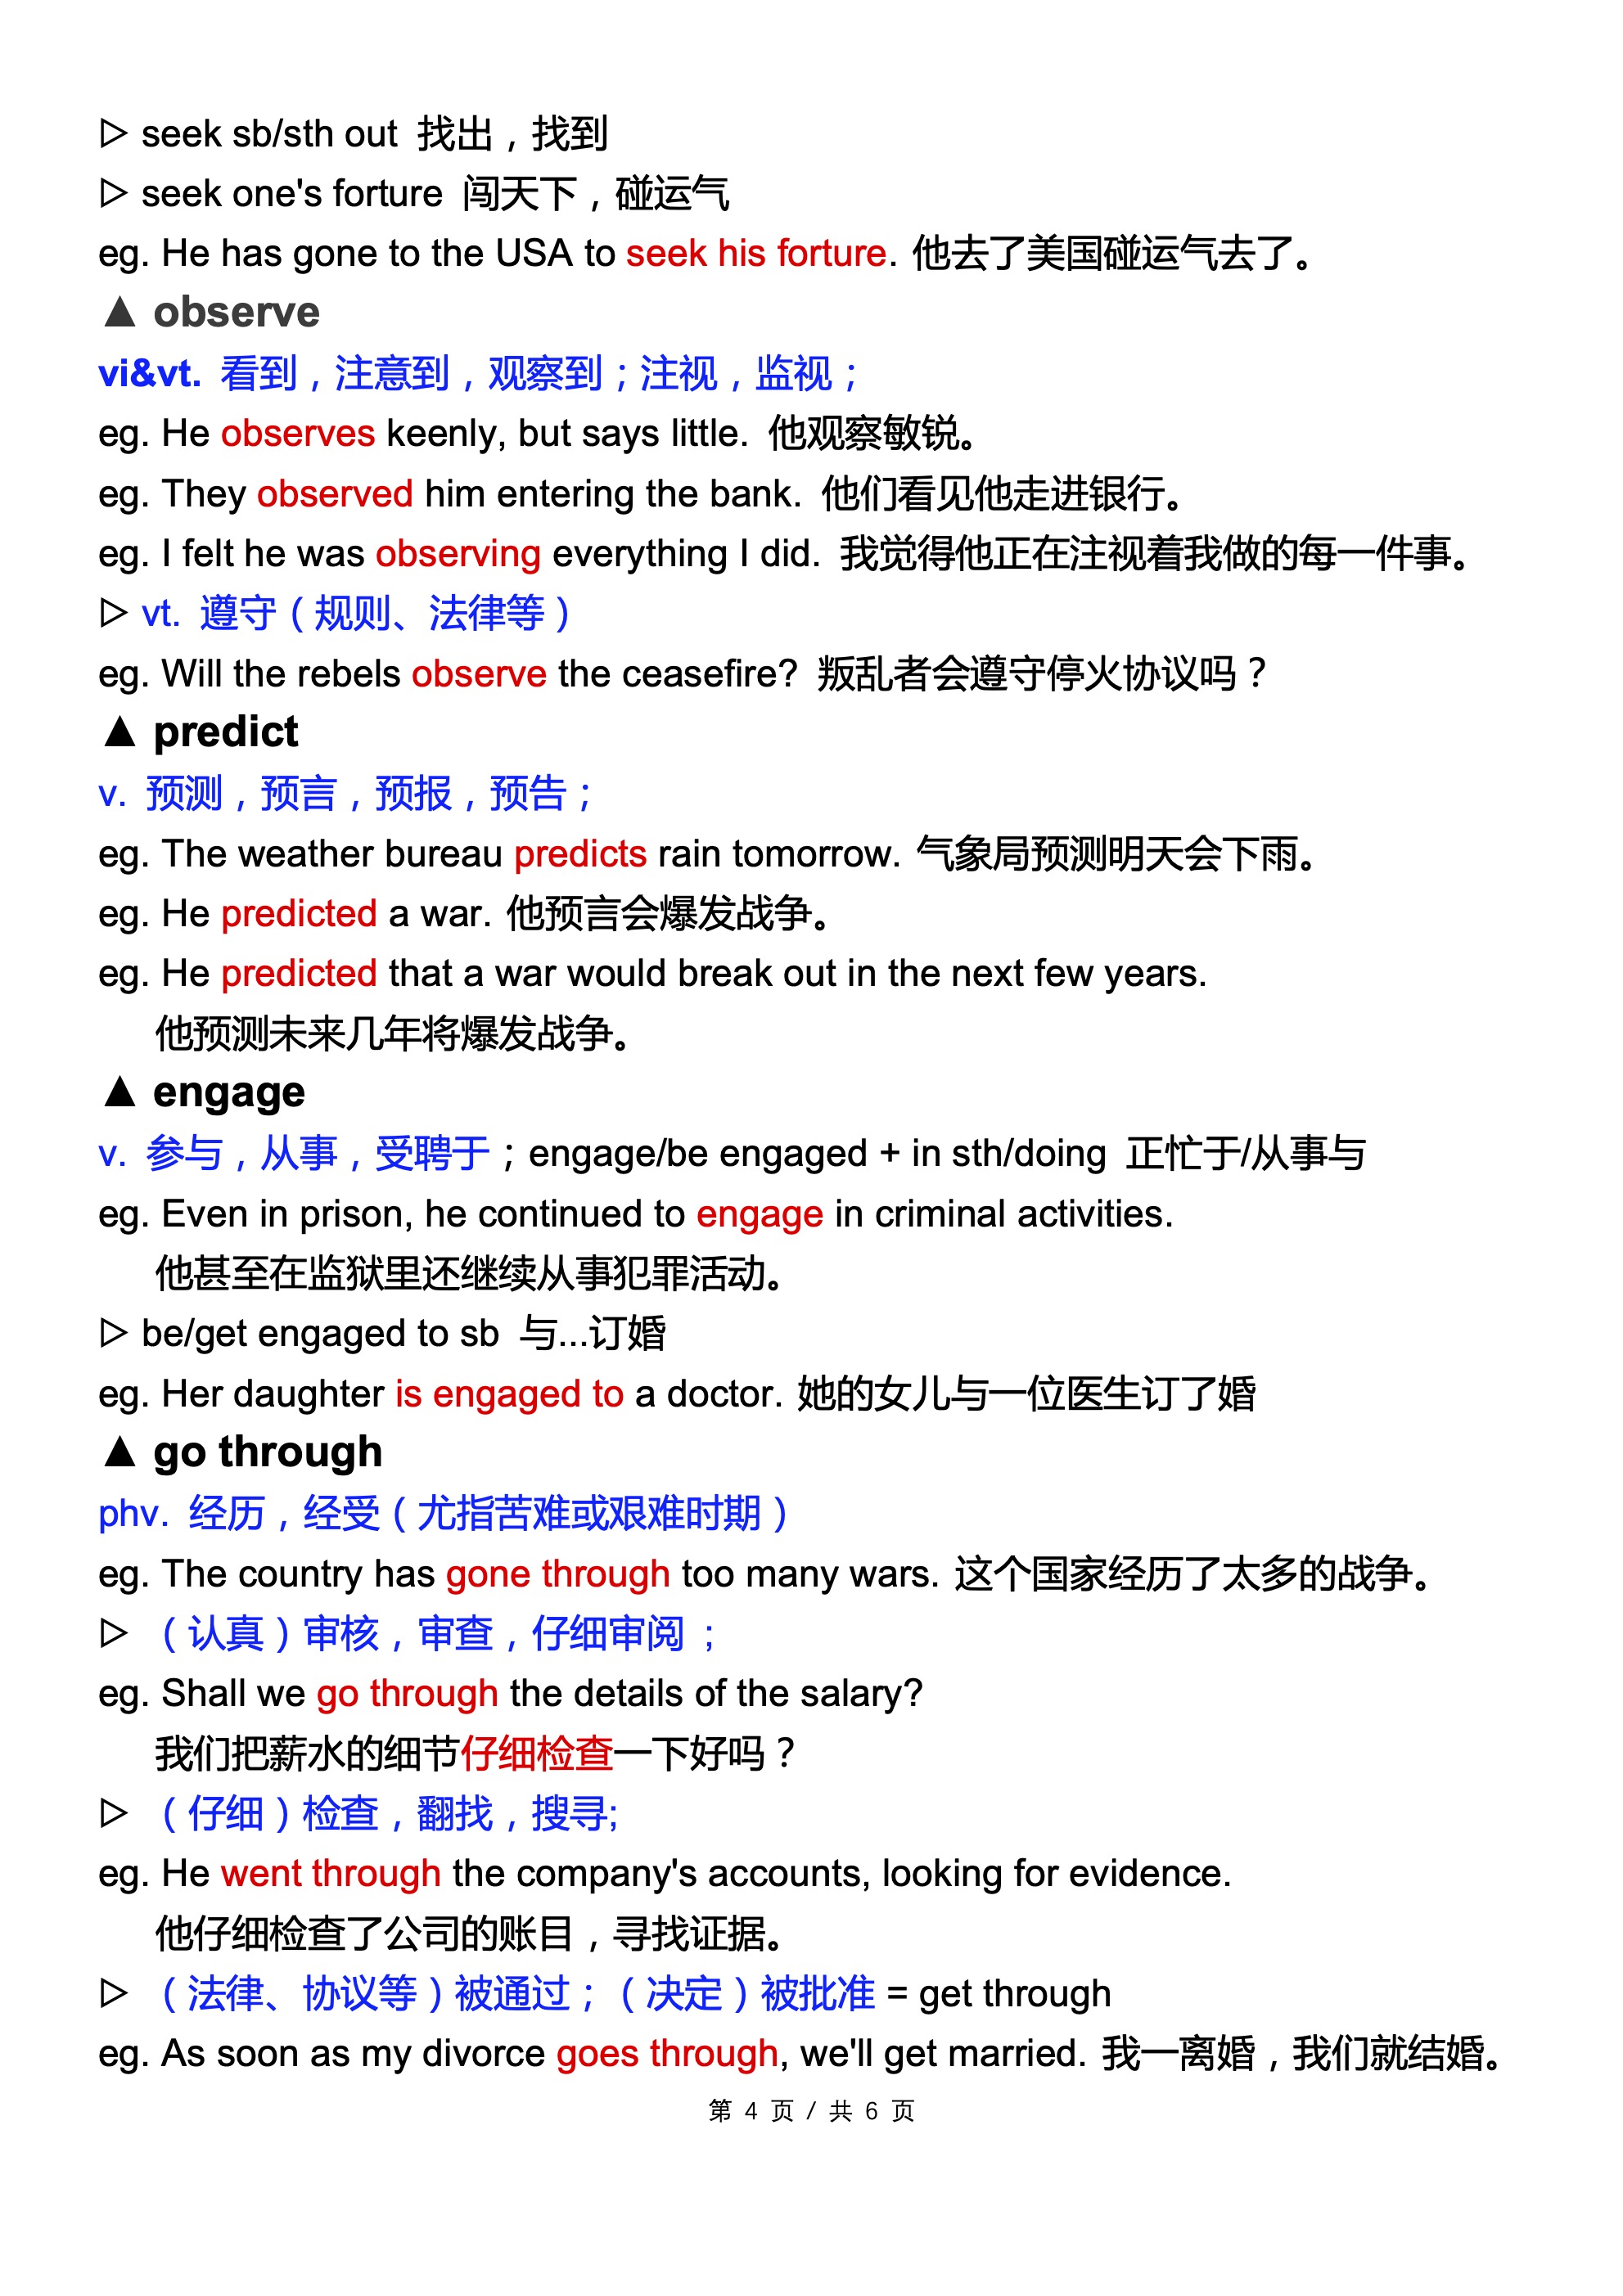 ▷ seek sb/sth out 找出，找到
▷ seek one's forture 闯天下，碰运气
eg. He has gone to the USA to seek his forture. 他去了美国碰运气去了。
▲ observe
vi&vt. 看到，注意到，观察到；注视，监视；
eg. He observes keenly, but says little. 他观察敏锐。
eg. They observed him entering the bank. 他们看见他走进银行。
eg. I felt he was observing everything I did. 我觉得他正在注视着我做的每一件事。
▷ vt. 遵守（规则、法律等）
eg. Will the rebels observe the ceasefire? 叛乱者会遵守停火协议吗？
▲ predict
v. 预测，预言，预报，预告；
eg. The weather bureau predicts rain tomorrow. 气象局预测明天会下雨。
eg. He predicted a war. 他预言会爆发战争。
eg. He predicted that a war would break out in the next few years.
他预测未来几年将爆发战争。
▲ engage
v. 参与，从事，受聘于；engage/be engaged + in sth/doing 正忙于/从事与
eg. Even in prison, he continued to engage in criminal activities.
他甚至在监狱里还继续从事犯罪活动。
▷ be/get engaged to sb 与...订婚
eg. Her daughter is engaged to a doctor. 她的女儿与一位医生订了婚
▲ go through
phv. 经历，经受（尤指苦难或艰难时期）
eg. The country has gone through too many wars. 这个国家经历了太多的战争。
▷ （认真）审核，审查，仔细审阅；
eg. Shall we go through the details of the salary?
我们把薪水的细节仔细检查一下好吗？
▷ （仔细）检查，翻找，搜寻;
eg. He went through the company's accounts, looking for evidence.
他仔细检查了公司的账目，寻找证据。
▷ （法律、协议等）被通过；（决定）被批准 = get through
eg. As soon as my divorce goes through, we'll get married. 我一离婚，我们就结婚。
第 4 页 / 共 6 页